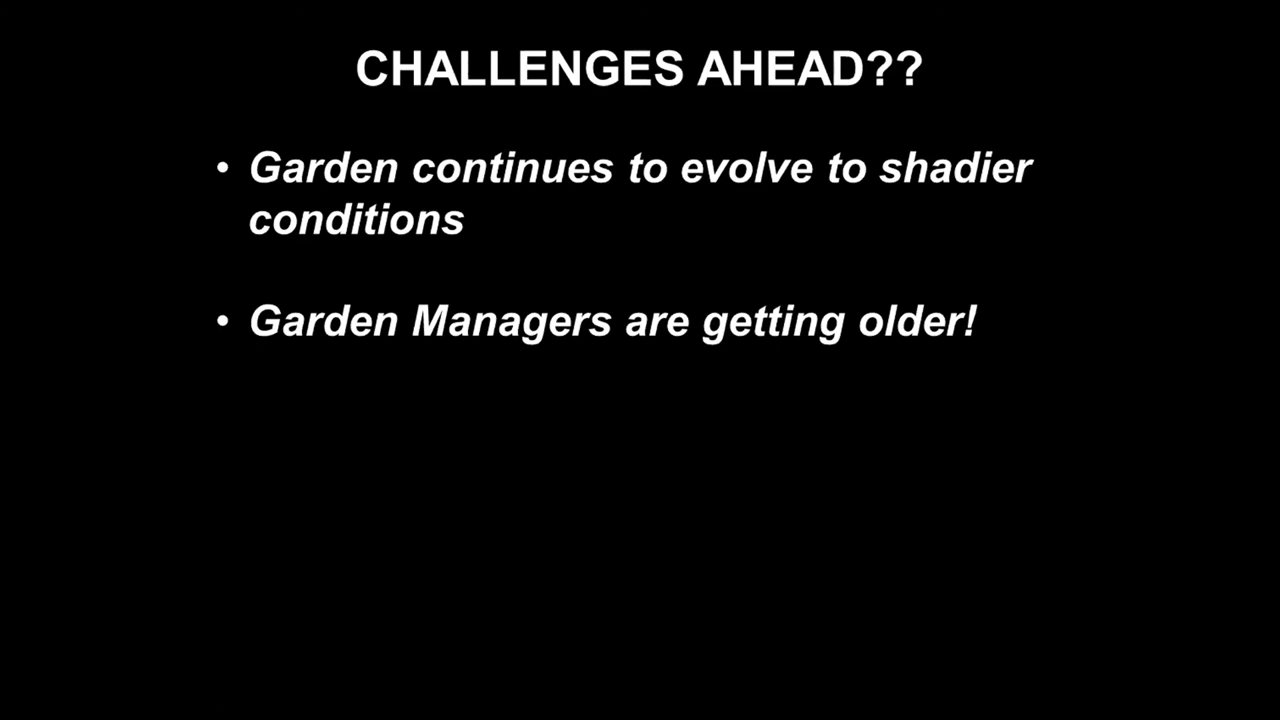 CHALLENGES AHEAD??
• Garden continues to evolve to shadier
conditions
• Garden Managers are getting older!